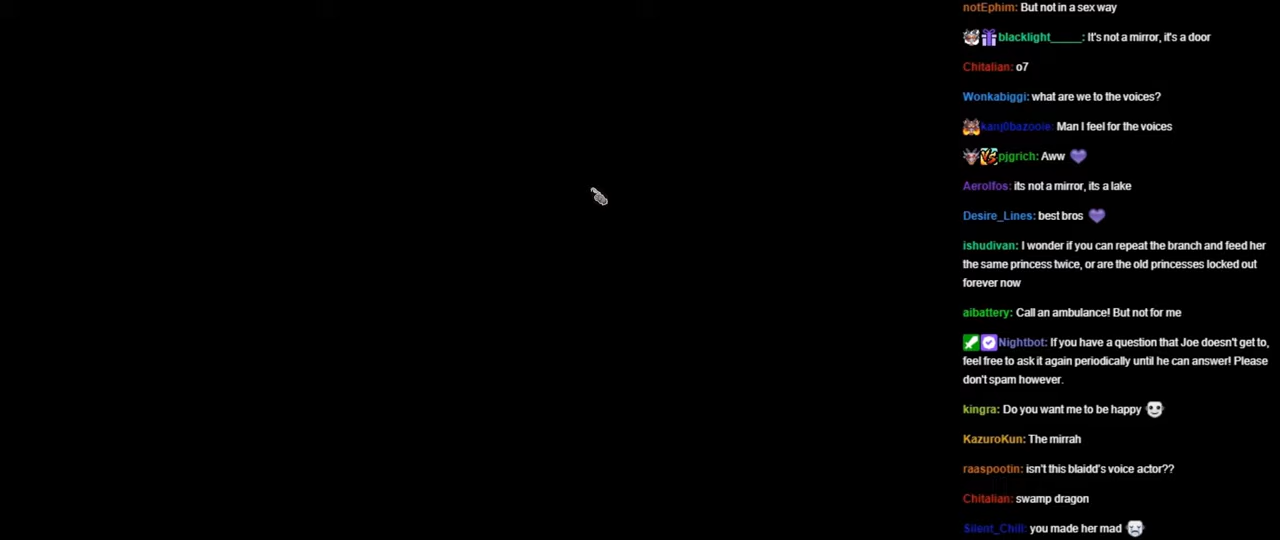 notEphim: But not in a sex way
blacklight_____: It's not a mirror, it's a door
Chitalian: o7
Wonkabiggi: what are we to the voices?
kanj0bazooie: Man I feel for the voices
pjgrich: Aww
Aerolfos: its not a mirror, its a lake
Desire_Lines: best bros
ishudivan: I wonder if you can repeat the branch and feed her
the same princess twice, or are the old princesses locked out
forever now
aibattery: Call an ambulance! But not for me
Nightbot: If you have a question that Joe doesn't get to,
feel free to ask it again periodically until he can answer! Please
don't spam however.
kingra: Do you want me to be happy
KazuroKun: The mirrah
raaspootin: isn't this blaidd's voice actor??
Chitalian: swamp dragon
Silent_Chill: you made her mad